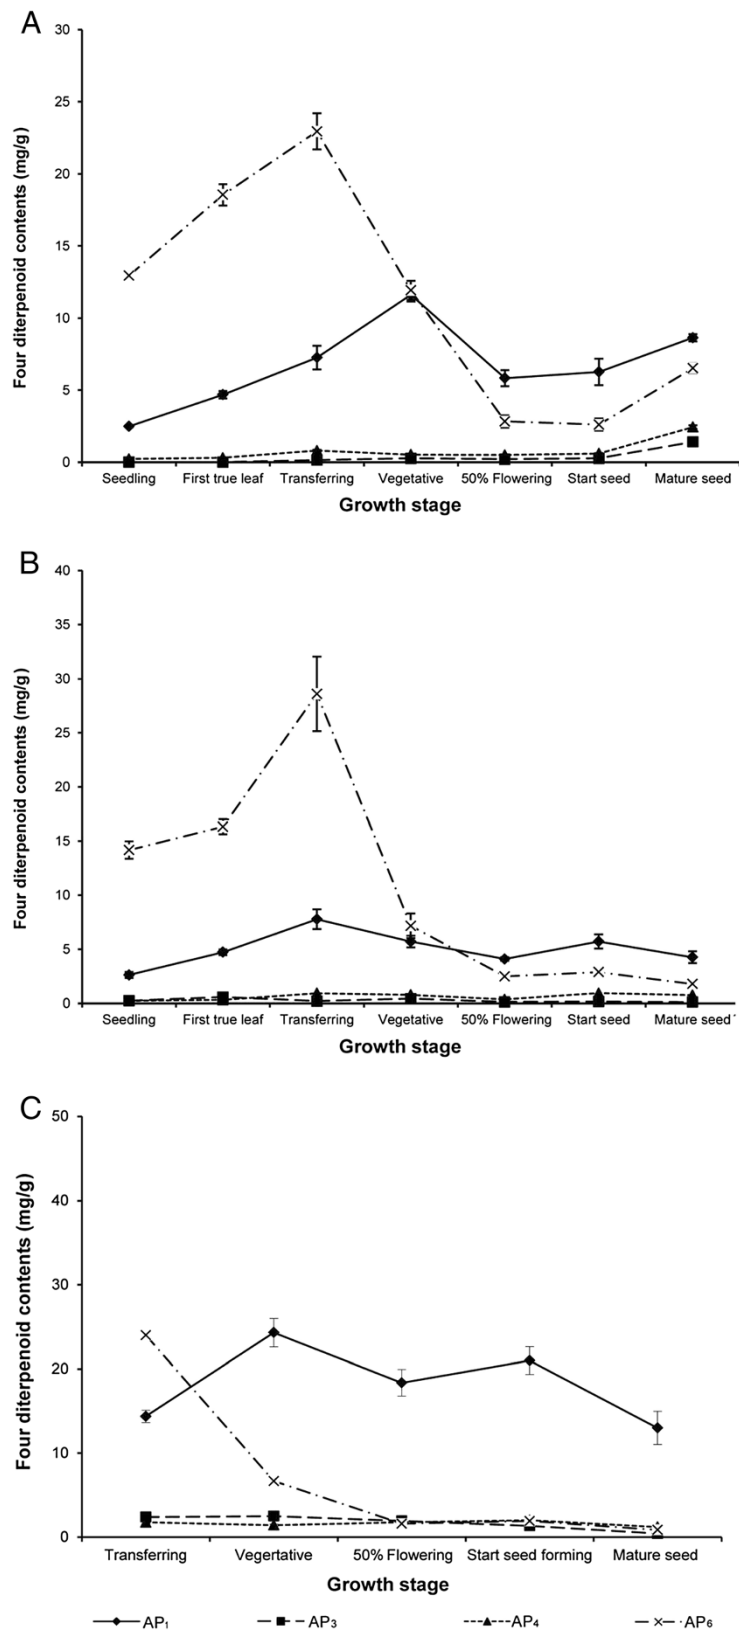 A
30
25
20
15
10
5
0
Four diterpenoid contents (mg/g)
Seedling First true leaf Transferring Vegetative 50% Flowering Start seed Mature seed
Growth stage
B
40
35
30
25
20
15
10
5
0
Four diterpenoid contents (mg/g)
Seedling First true leaf Transferring Vegetative 50% Flowering Start seed Mature seed
Growth stage
C
50
40
30
20
10
0
Four diterpenoid contents (mg/g)
Transferring Vegertative 50% Flowering Start seed forming Mature seed
Growth stage
AP₁ AP₃ AP₄ AP₆